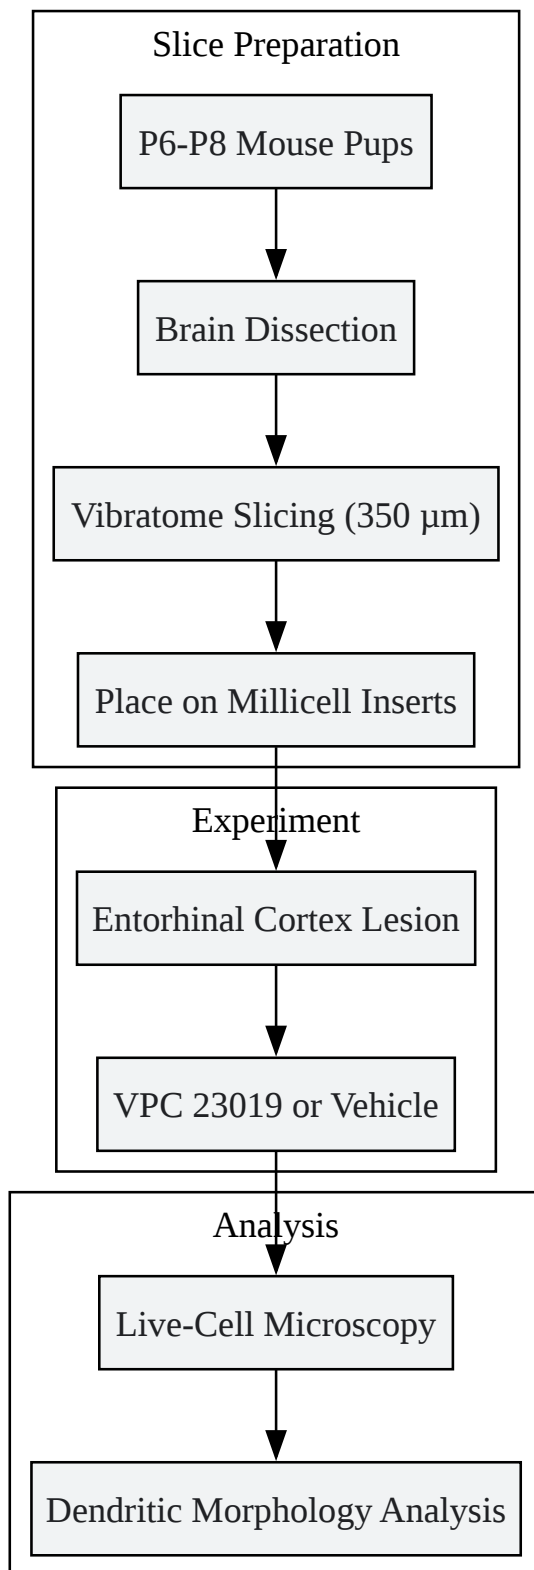 Slice Preparation
P6-P8 Mouse Pups
Brain Dissection
Vibratome Slicing (350 µm)
Place on Millicell Inserts
Experiment
Entorhinal Cortex Lesion
VPC 23019 or Vehicle
Analysis
Live-Cell Microscopy
Dendritic Morphology Analysis